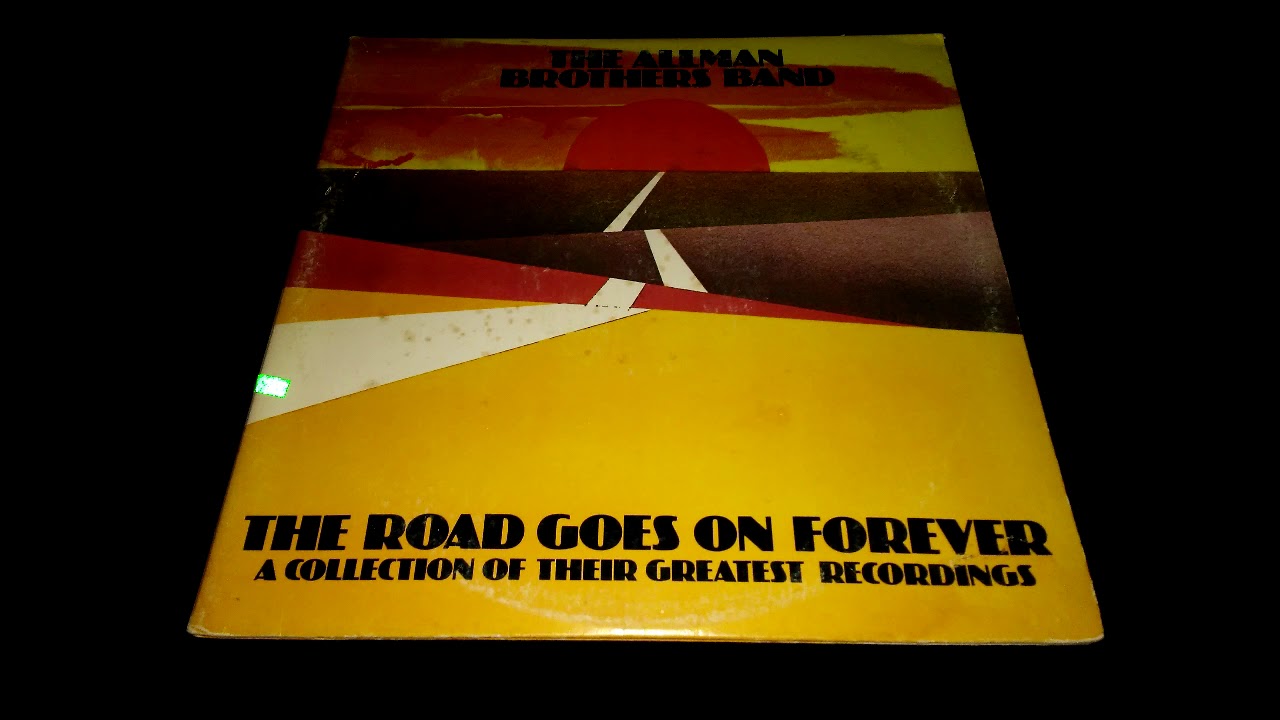 THE ALLMAN
BROTHERS BAND
THE ROAD GOES ON FOREVER
A COLLECTION OF THEIR GREATEST RECORDINGS